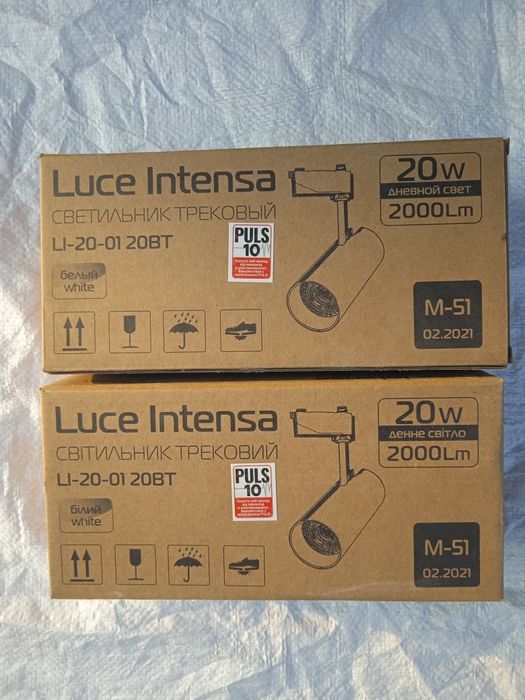 Luce Intensa
СВЕТИЛЬНИК ТРЕКОВЫЙ
LI-20-01 20ВТ
белый
white
PULS
10
20W
дневной свет
2000Lm
M-51
02.2021
Luce Intensa
СВІТИЛЬНИК ТРЕКОВИЙ
LI-20-01 20ВТ
білий
white
PULS
10
20W
денне світло
2000Lm
M-51
02.2021